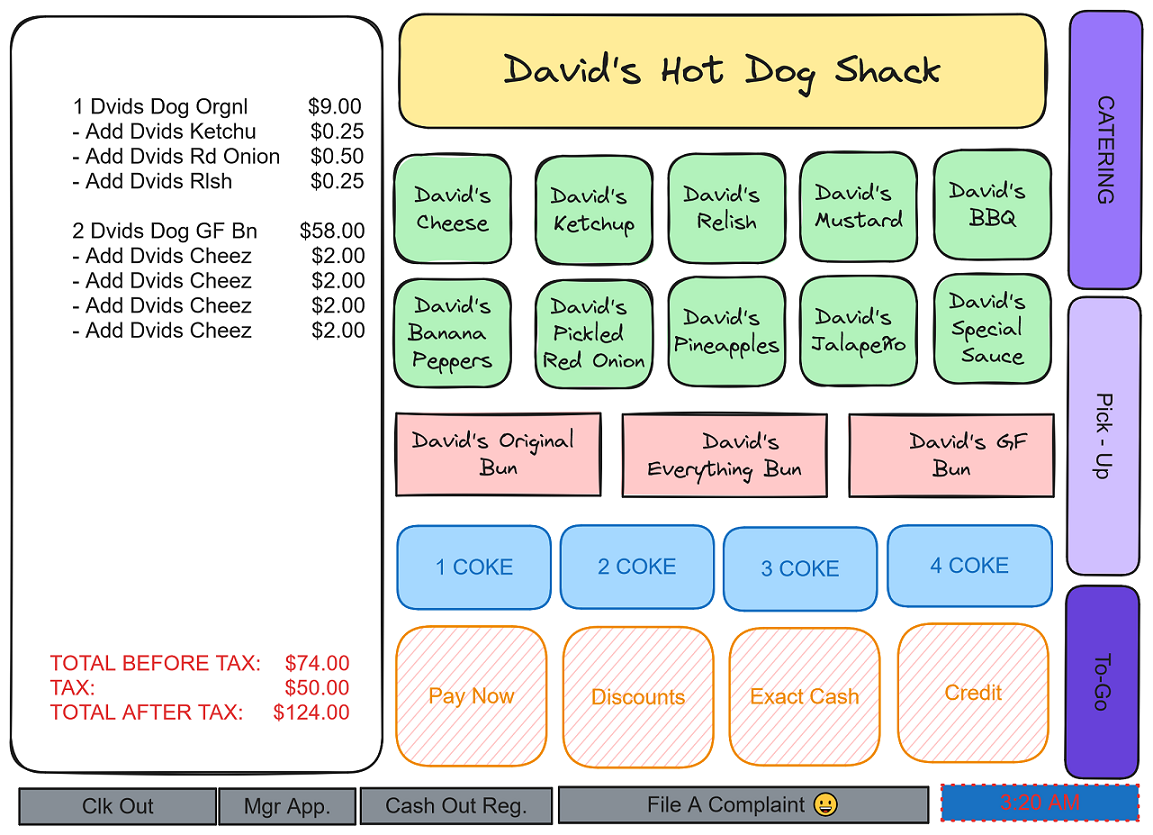 David's Hot Dog Shack
1 Dvids Dog Orgnl $9.00
- Add Dvids Ketchu $0.25
- Add Dvids Rd Onion $0.50
- Add Dvids Rlsh $0.25
2 Dvids Dog GF Bn $58.00
- Add Dvids Cheez $2.00
- Add Dvids Cheez $2.00
- Add Dvids Cheez $2.00
- Add Dvids Cheez $2.00
TOTAL BEFORE TAX: $74.00
TAX: $50.00
TOTAL AFTER TAX: $124.00
David's
Cheese
David's
Ketchup
David's
Relish
David's
Mustard
David's
BBQ
David's
Banana
Peppers
David's
Pickled
Red Onion
David's
Pineapples
David's
Jalapeño
David's
Special
Sauce
David's Original
Bun
David's
Everything Bun
David's GF
Bun
1 COKE
2 COKE
3 COKE
4 COKE
Pay Now
Discounts
Exact Cash
Credit
CATERING
Pick - Up
To-Go
Clk Out
Mgr App.
Cash Out Reg.
File A Complaint 😀
3:20 AM